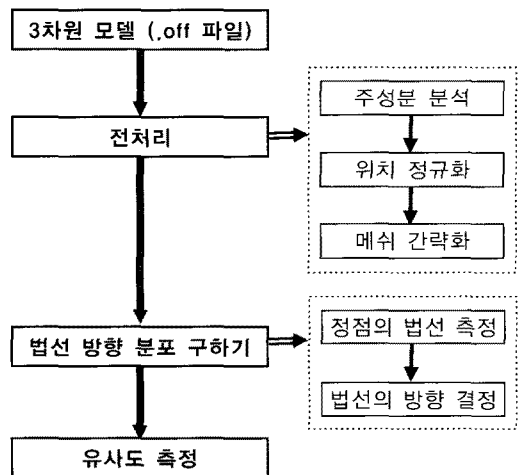 3차원 모델 (.off 파일)
전처리
주성분 분석
위치 정규화
메쉬 간략화
법선 방향 분포 구하기
정점의 법선 측정
법선의 방향 결정
유사도 측정